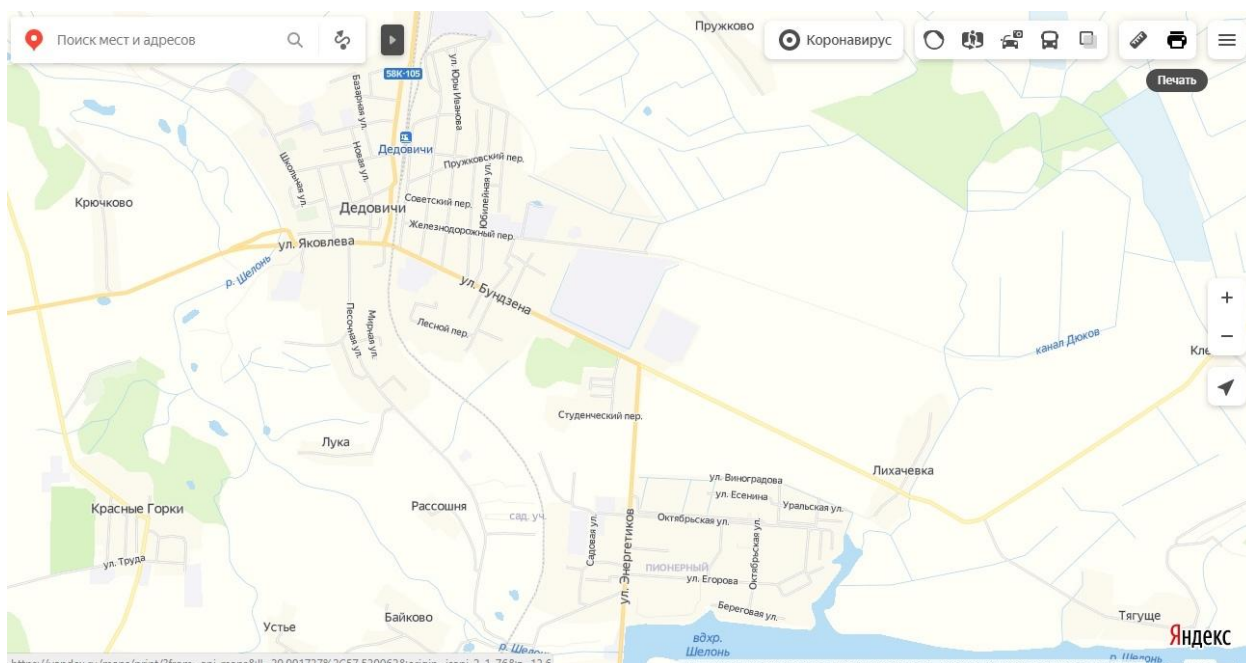 Поиск мест и адресов
Пружково
Коронавирус
Печать
58К-105
Базарная ул.
ул. Юры Иванова
Дедовичи
Новая ул.
Школьная ул.
Пружковский пер.
Юбилейная ул.
Крючково
Советский пер.
Дедовичи
Железнодорожный пер.
ул. Яковлева
р. Шелонь
ул. Бундзена
Песочная ул.
Мирная ул.
Лесной пер.
канал Дюков
Кле
Студенческий пер.
Лука
Лихачевка
ул. Виноградова
ул. Есенина
Уральская ул.
Красные Горки
Рассошня
сад. уч.
Садовая ул.
Октябрьская ул.
Октябрьская ул.
ул. Энергетиков
ул. Труда
ПИОНЕРНЫЙ
ул. Егорова
Береговая ул.
Устье
Байково
Тягуще
вдхр.
Шелонь
р. Шелонь
р. Шелонь
Яндекс